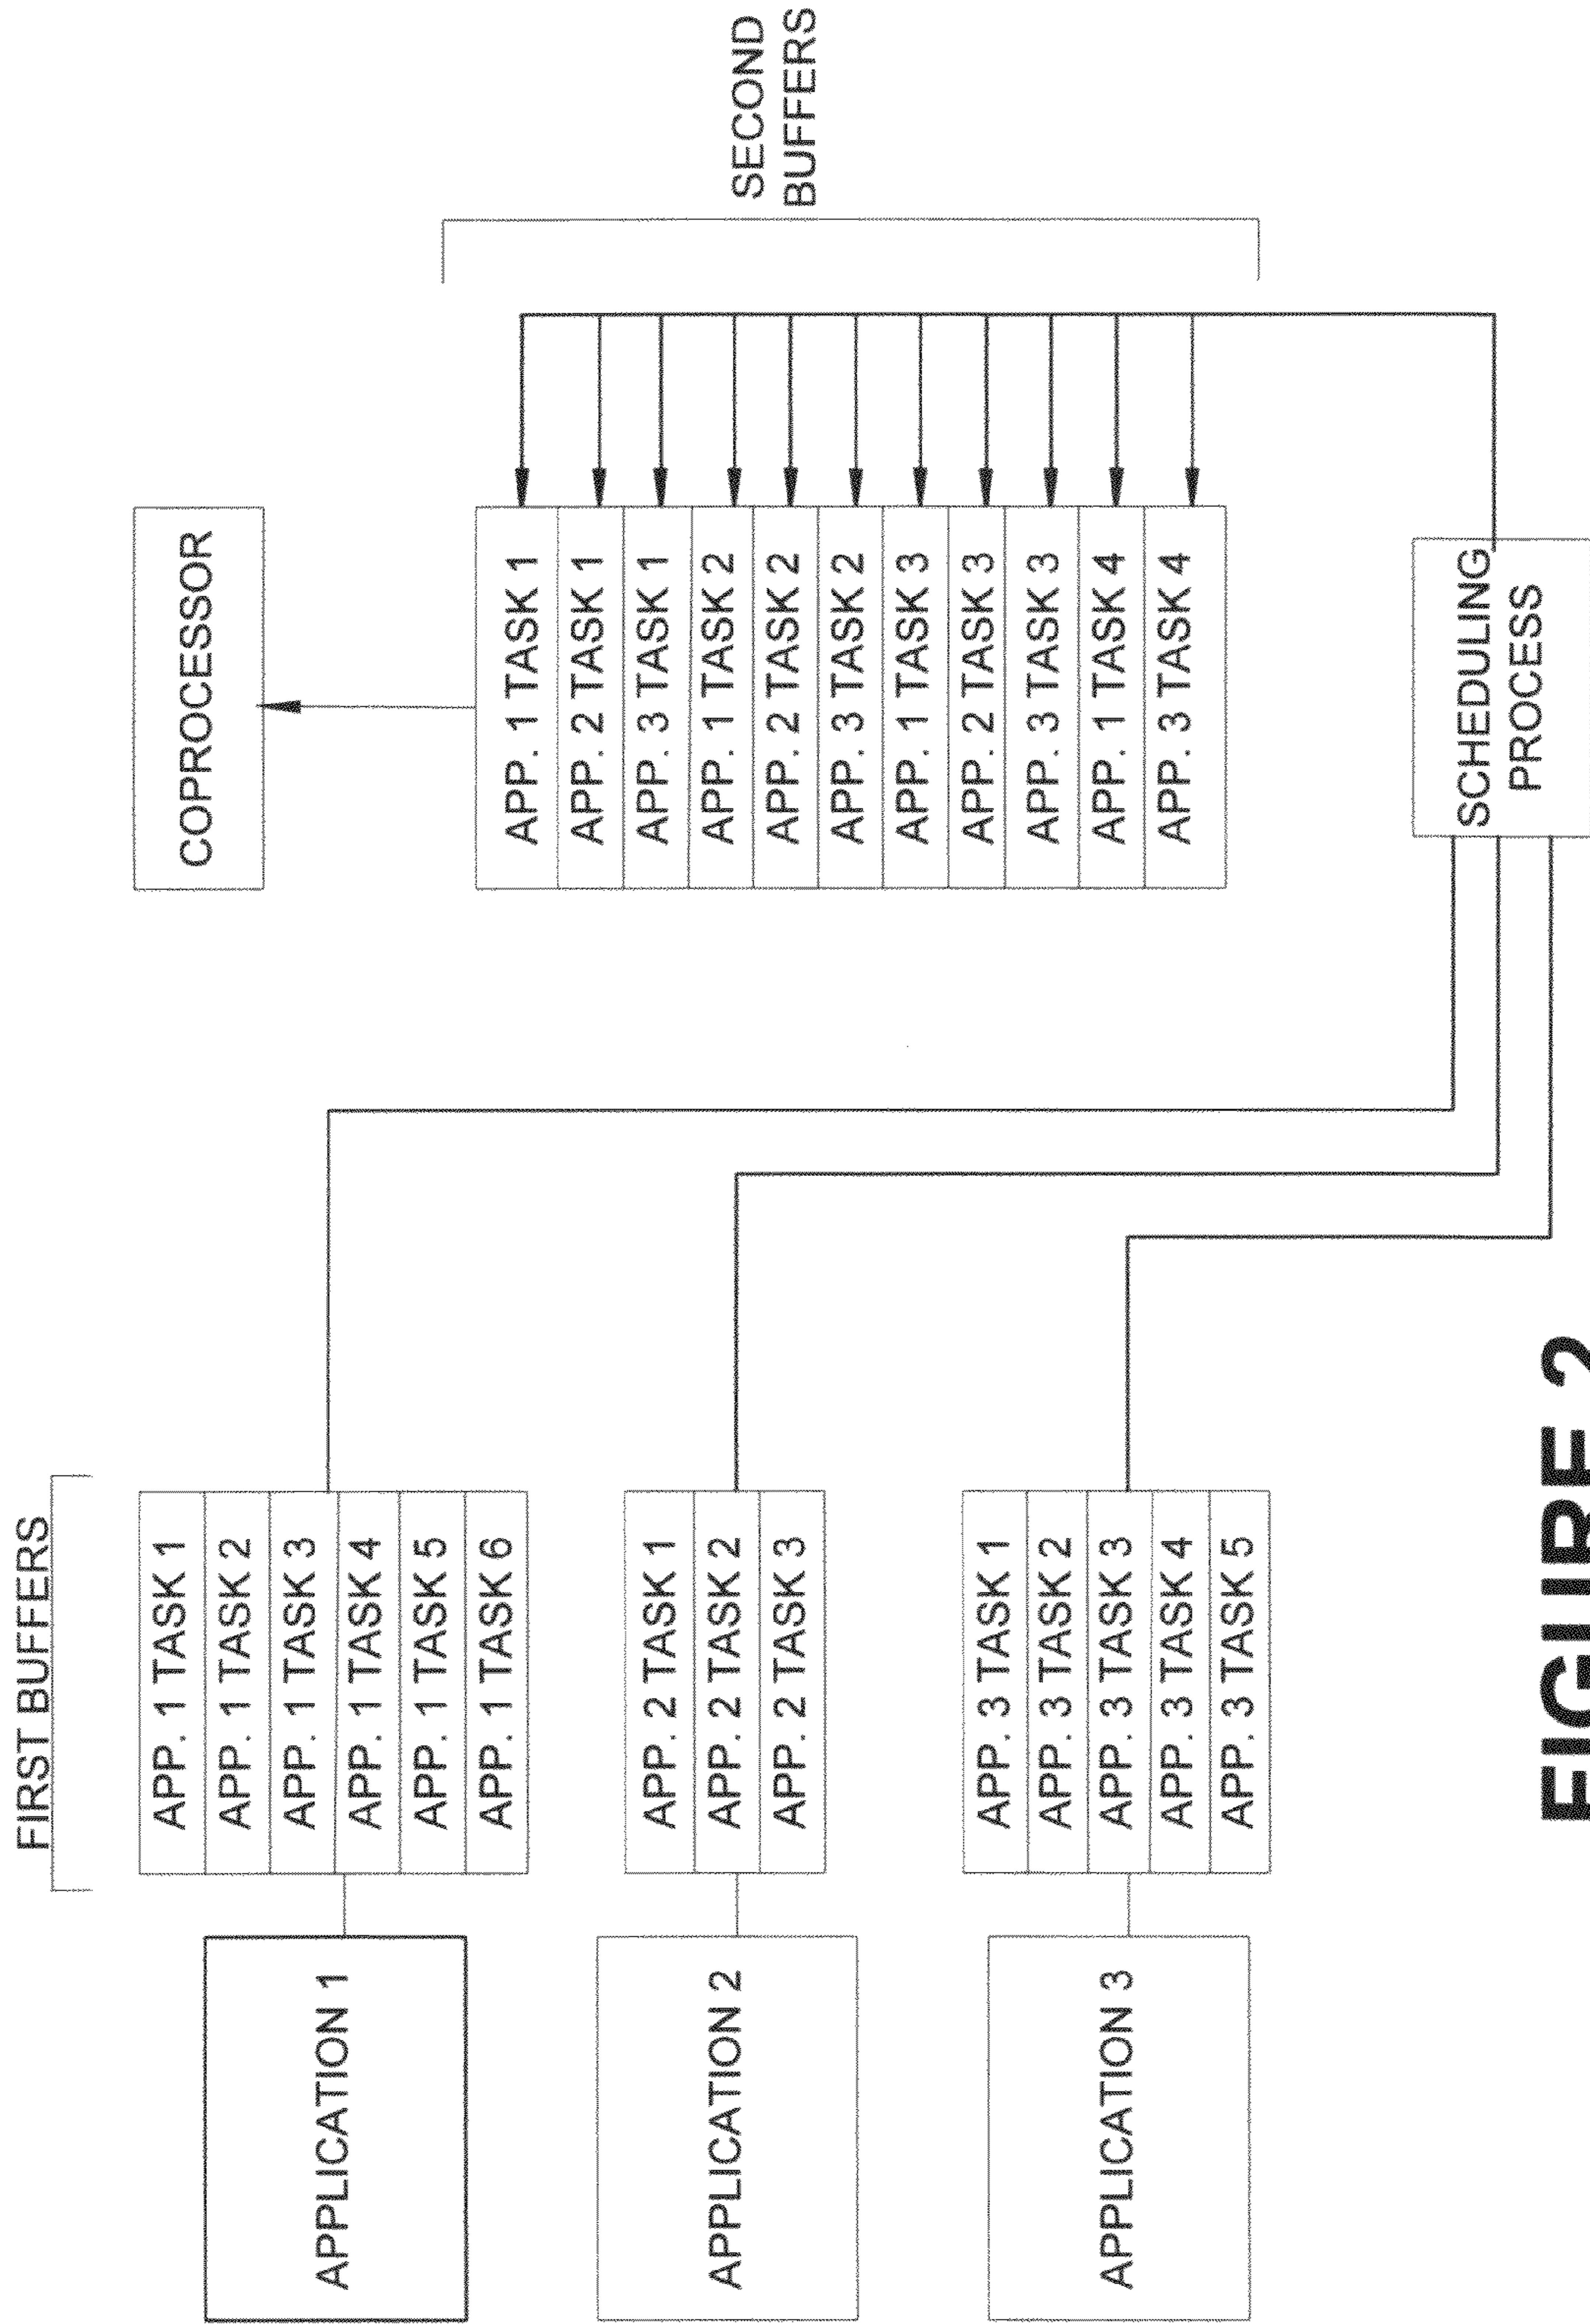 FIRST BUFFERS
APPLICATION 1
APP. 1 TASK 1
APP. 1 TASK 2
APP. 1 TASK 3
APP. 1 TASK 4
APP. 1 TASK 5
APP. 1 TASK 6
APPLICATION 2
APP. 2 TASK 1
APP. 2 TASK 2
APP. 2 TASK 3
APPLICATION 3
APP. 3 TASK 1
APP. 3 TASK 2
APP. 3 TASK 3
APP. 3 TASK 4
APP. 3 TASK 5
COPROCESSOR
APP. 1 TASK 1
APP. 2 TASK 1
APP. 3 TASK 1
APP. 1 TASK 2
APP. 2 TASK 2
APP. 3 TASK 2
APP. 1 TASK 3
APP. 2 TASK 3
APP. 3 TASK 3
APP. 1 TASK 4
APP. 3 TASK 4
SECOND
BUFFERS
SCHEDULING
PROCESS
FIGURE 2